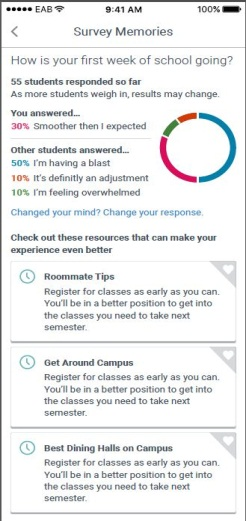 EAB 9:41 AM 100%
Survey Memories
How is your first week of school going?
55 students responded so far
As more students weigh in, results may change.
You answered...
30% Smoother then I expected
Other students answered...
50% I'm having a blast
10% It's definitly an adjustment
10% I'm feeling overwhelmed
Changed your mind? Change your response.
Check out these resources that can make your
experience even better
Roommate Tips
Register for classes as early as you can.
You'll be in a better position to get into
the classes you need to take next
semester.
Get Around Campus
Register for classes as early as you can.
You'll be in a better position to get into
the classes you need to take next
semester.
Best Dining Halls on Campus
Register for classes as early as you can.
You'll be in a better position to get into
the classes you need to take next
semester.